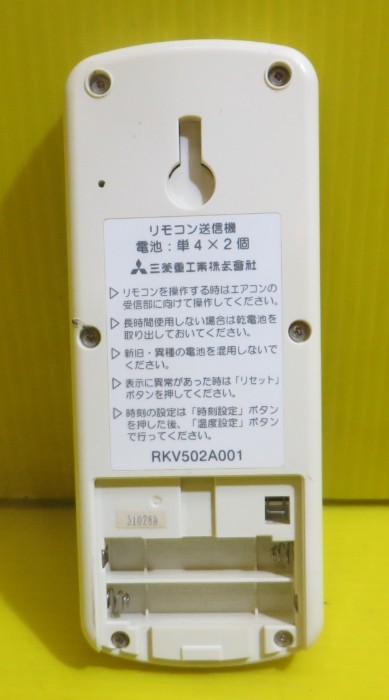 リモコン送信機
電池：単4×2個
三菱重工業株式會社
▷リモコンを操作する時はエアコンの
受信部に向けて操作してください。
▷長時間使用しない場合は乾電池を
取り出しておいてください。
▷新旧・異種の電池を混用しないで
ください。
▷表示に異常があった時は「リセット」
ボタンを押してください。
▷時刻の設定は「時刻設定」ボタン
を押した後、「温度設定」ボタン
で行ってください。
RKV502A001